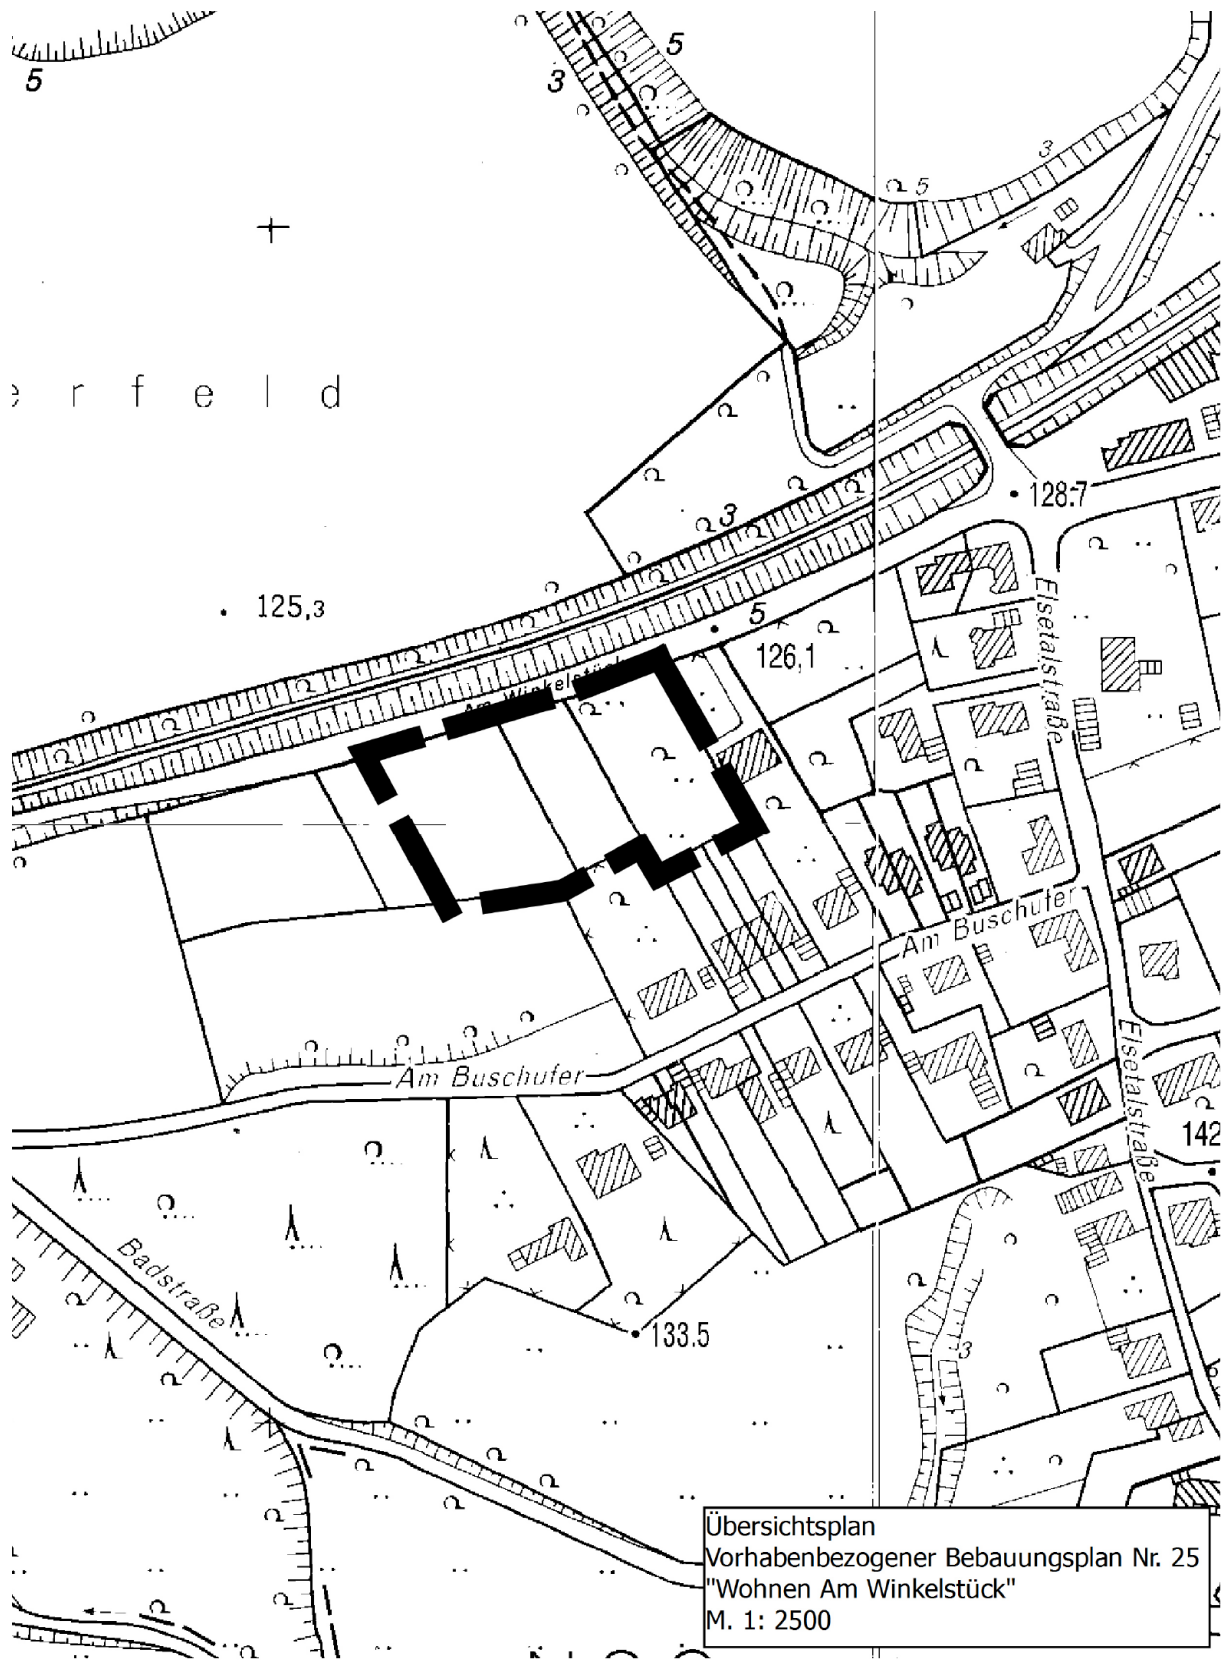 5
3
5
3
5
erfeld
128.7
3
125,3
5
126,1
Am Winkelstück
Elsetalstraße
Am Buschufer
Am Buschufer
Elsetalstraße
142
Badstraße
133.5
3
Übersichtsplan
Vorhabenbezogener Bebauungsplan Nr. 25
"Wohnen Am Winkelstück"
M. 1: 2500